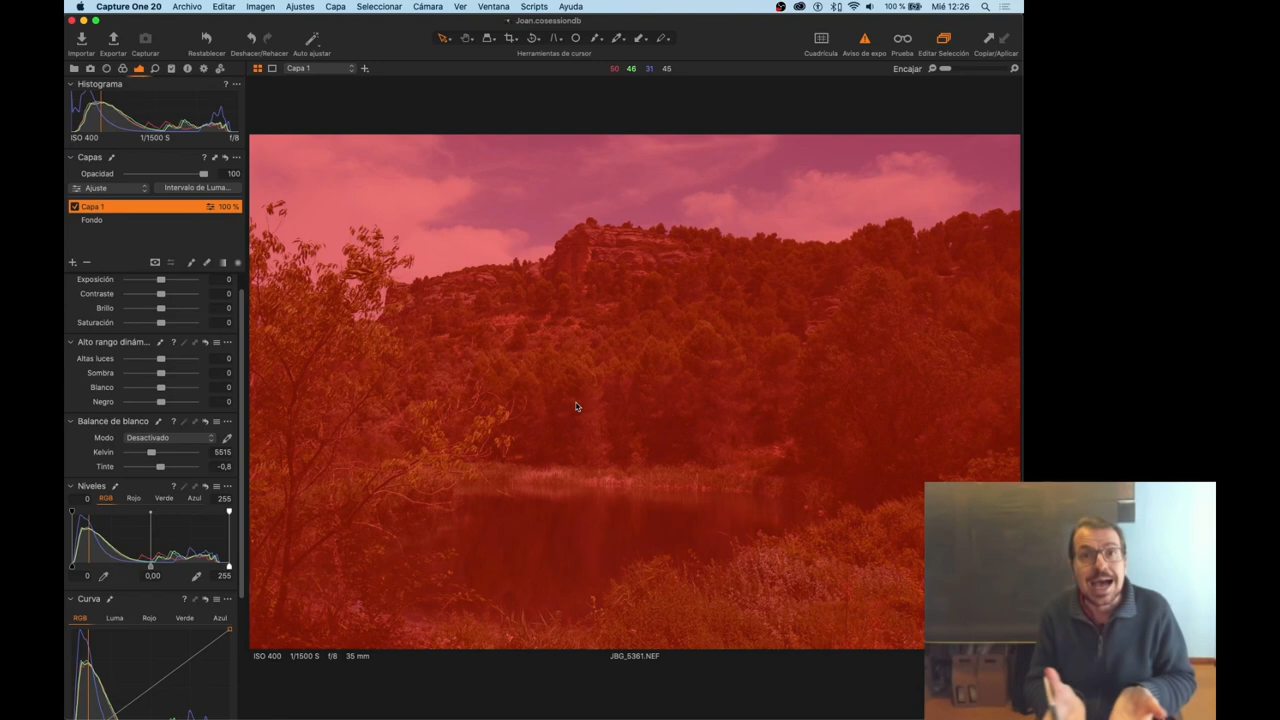 Capture One 20 Archivo Editar Imagen Ajustes Capa Seleccionar Cámara Ver Ventana Scripts Ayuda 100 % Mié 12:26
Joan.cosessiondb
Importar Exportar Capturar Restablecer Deshacer/Rehacer Auto ajustar Herramientas de cursor Cuadrícula Aviso de expo Prueba Editar Selección Copiar/Aplicar
Capa 1 50 46 31 45 Encajar
Histograma
ISO 400 1/1500 S f/8
Capas
Opacidad 100
Ajuste Intervalo de Luma...
Capa 1 100 %
Fondo
Exposición 0
Contraste 0
Brillo 0
Saturación 0
Alto rango dinám...
Altas luces 0
Sombra 0
Blanco 0
Negro 0
Balance de blanco
Modo Desactivado
Kelvin 5515
Tinte -0,8
Niveles
0 RGB Rojo Verde Azul 255
0 0,00 255
Curva
RGB Luma Rojo Verde Azul
ISO 400 1/1500 S f/8 35 mm JBG_5361.NEF